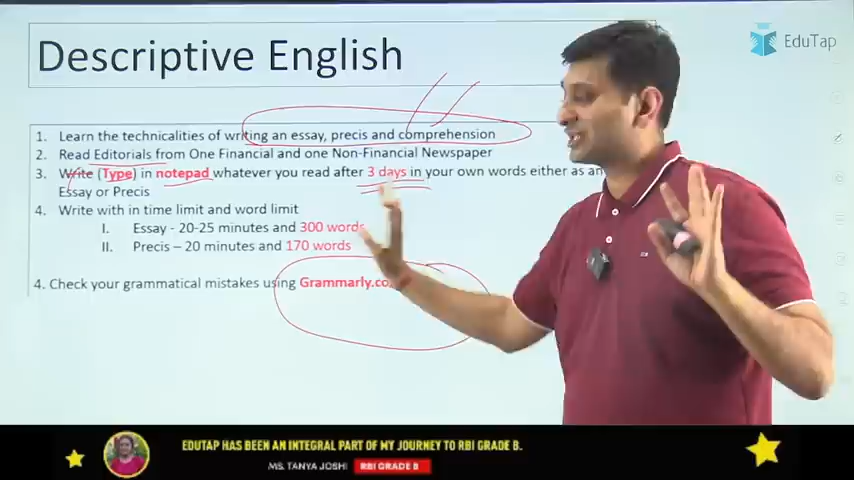 Descriptive English
EduTap
1. Learn the technicalities of writing an essay, precis and comprehension
2. Read Editorials from One Financial and one Non-Financial Newspaper
3. Write (Type) in notepad whatever you read after 3 days in your own words either as an
Essay or Precis
4. Write with in time limit and word limit
I. Essay - 20-25 minutes and 300 words
II. Precis – 20 minutes and 170 words
4. Check your grammatical mistakes using Grammarly.co
EDUTAP HAS BEEN AN INTEGRAL PART OF MY JOURNEY TO RBI GRADE B.
MS. TANYA JOSHI RBI GRADE B